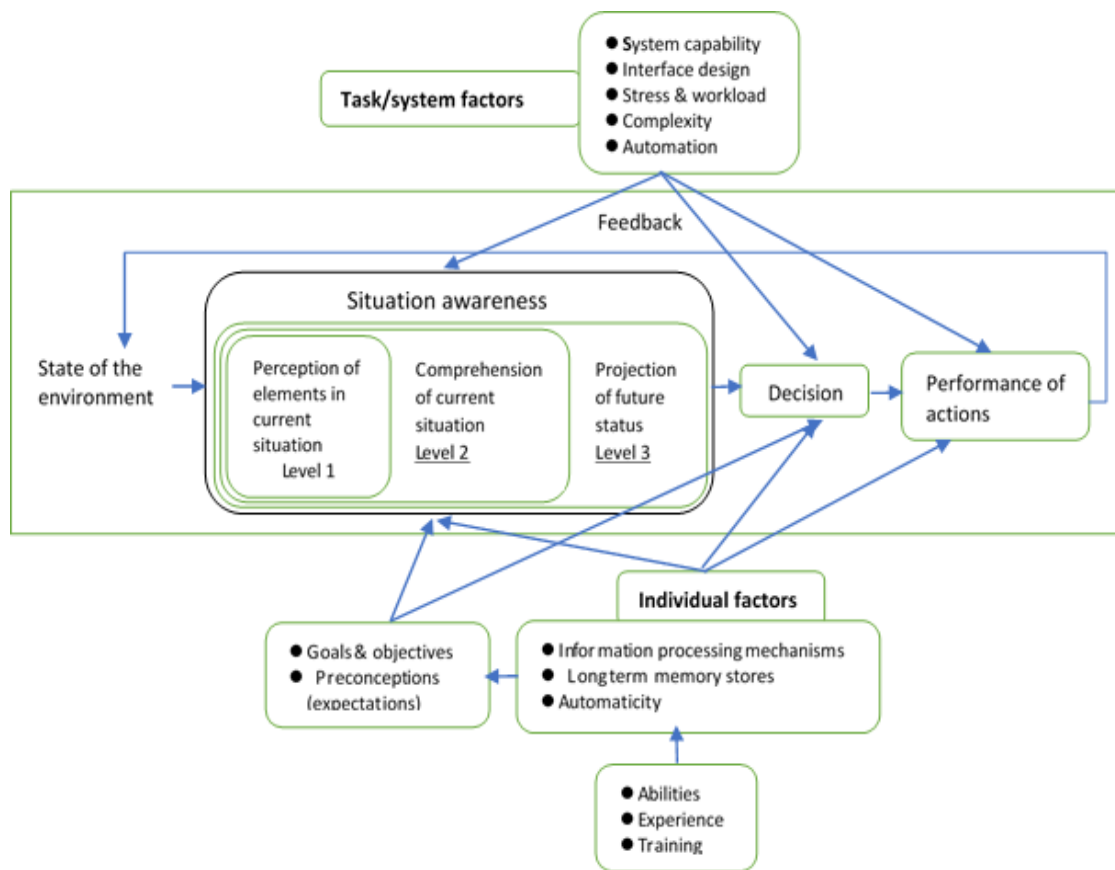 ● System capability
● Interface design
● Stress & workload
● Complexity
● Automation
Task/system factors
Feedback
Situation awareness
State of the
environment
Perception of
elements in
current
situation
Level 1
Comprehension
of current
situation
Level 2
Projection
of future
status
Level 3
Decision
Performance of
actions
Individual factors
● Goals & objectives
● Preconceptions
(expectations)
● Information processing mechanisms
● Long term memory stores
● Automaticity
● Abilities
● Experience
● Training